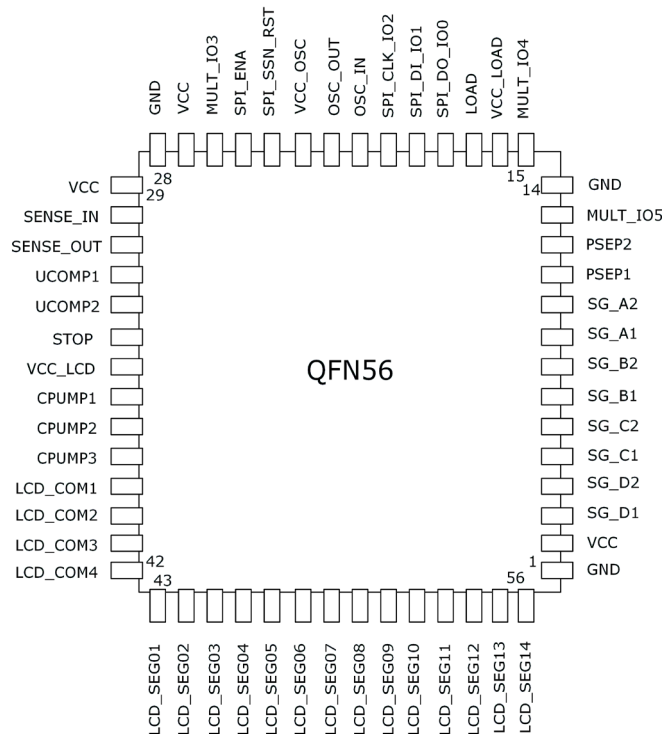 GND
VCC
MULT_IO3
SPI_ENA
SPI_SSN_RST
VCC_OSC
OSC_OUT
OSC_IN
SPI_CLK_IO2
SPI_DI_IO1
SPI_DO_IO0
LOAD
VCC_LOAD
MULT_IO4
28
15
29
14
VCC
SENSE_IN
SENSE_OUT
UCOMP1
UCOMP2
STOP
VCC_LCD
CPUMP1
CPUMP2
CPUMP3
LCD_COM1
LCD_COM2
LCD_COM3
LCD_COM4
QFN56
GND
MULT_IO5
PSEP2
PSEP1
SG_A2
SG_A1
SG_B2
SG_B1
SG_C2
SG_C1
SG_D2
SG_D1
VCC
GND
42
1
43
56
LCD_SEG01
LCD_SEG02
LCD_SEG03
LCD_SEG04
LCD_SEG05
LCD_SEG06
LCD_SEG07
LCD_SEG08
LCD_SEG09
LCD_SEG10
LCD_SEG11
LCD_SEG12
LCD_SEG13
LCD_SEG14